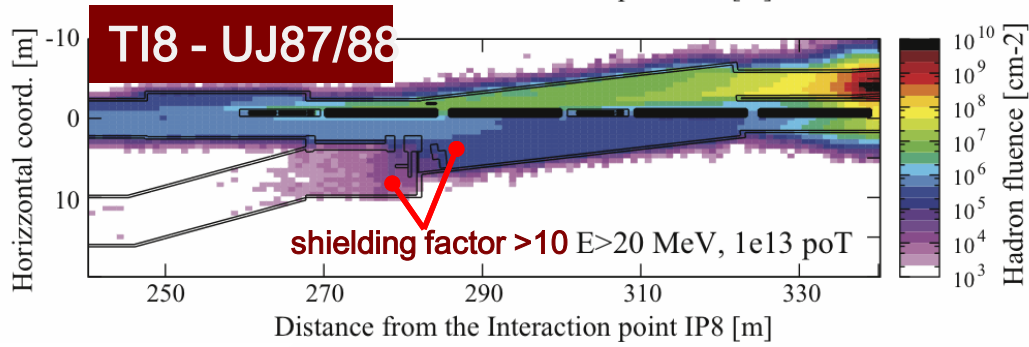 TI8 - UJ87/88
Horizzontal coord. [m]
-10
0
10
shielding factor >10
E>20 MeV, 1e13 poT
250
270
290
310
330
Distance from the Interaction point IP8 [m]
10^10
10^9
10^8
10^7
10^6
10^5
10^4
10^3
Hadron fluence [cm-2]